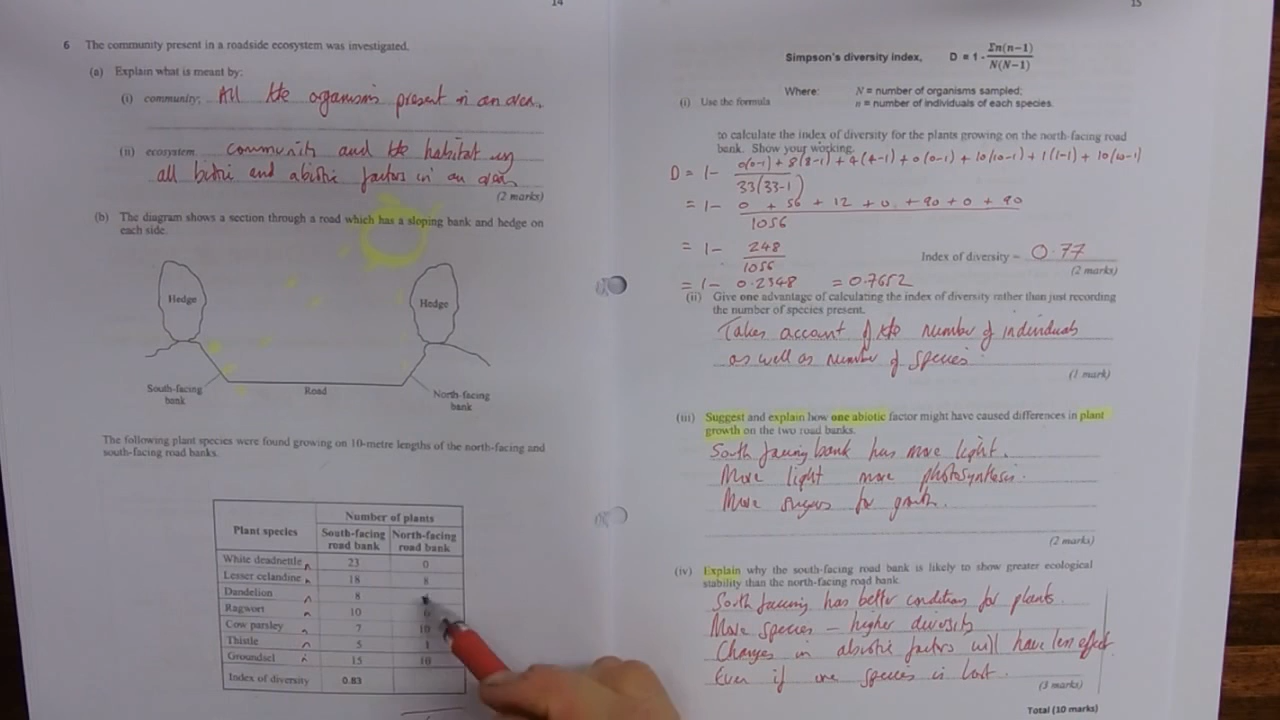 14
6 The community present in a roadside ecosystem was investigated.
(a) Explain what is meant by:
(i) community; All the organisms present in an area.
(ii) ecosystem. community and the habitat
all biotic and abiotic factors in an area
(2 marks)
(b) The diagram shows a section through a road which has a sloping bank and hedge on
each side.
Hedge
Hedge
South-facing
bank
Road
North-facing
bank
The following plant species were found growing on 10-metre lengths of the north-facing and
south-facing road banks.
Plant species
Number of plants
South-facing
road bank
North-facing
road bank
White deadnettle n 23 0
Lesser celandine n 18 8
Dandelion n 8
Ragwort n 10 0
Cow parsley n 7 10
Thistle n 5 1
Groundsel n 15 10
Index of diversity 0.83
15
Simpson's diversity index, D = 1 - Σn(n−1)
N(N−1)
Where: N = number of organisms sampled;
(i) Use the formula n = number of individuals of each species.
to calculate the index of diversity for the plants growing on the north-facing road
bank. Show your working.
D = 1 - 0(0-1) + 8(8-1) + 4(4-1) + 0(0-1) + 10(10-1) + 1(1-1) + 10(10-1)
33(33-1)
= 1 - 0 + 56 + 12 + 0 + 90 + 0 + 90
1056
= 1 - 248
1056
Index of diversity = 0.77
(2 marks)
= 1 - 0.2348 = 0.7652
(ii) Give one advantage of calculating the index of diversity rather than just recording
the number of species present.
Takes account of the number of individuals
as well as number of species.
(1 mark)
(iii) Suggest and explain how one abiotic factor might have caused differences in plant
growth on the two road banks.
South facing bank has more light.
More light more photosynthesis.
More sugars for growth.
(2 marks)
(iv) Explain why the south-facing road bank is likely to show greater ecological
stability than the north-facing road bank.
South facing has better condition for plants.
More species - higher diversity
Changes in abiotic factors will have less effect.
Even if one species is lost.
(3 marks)
Total (10 marks)